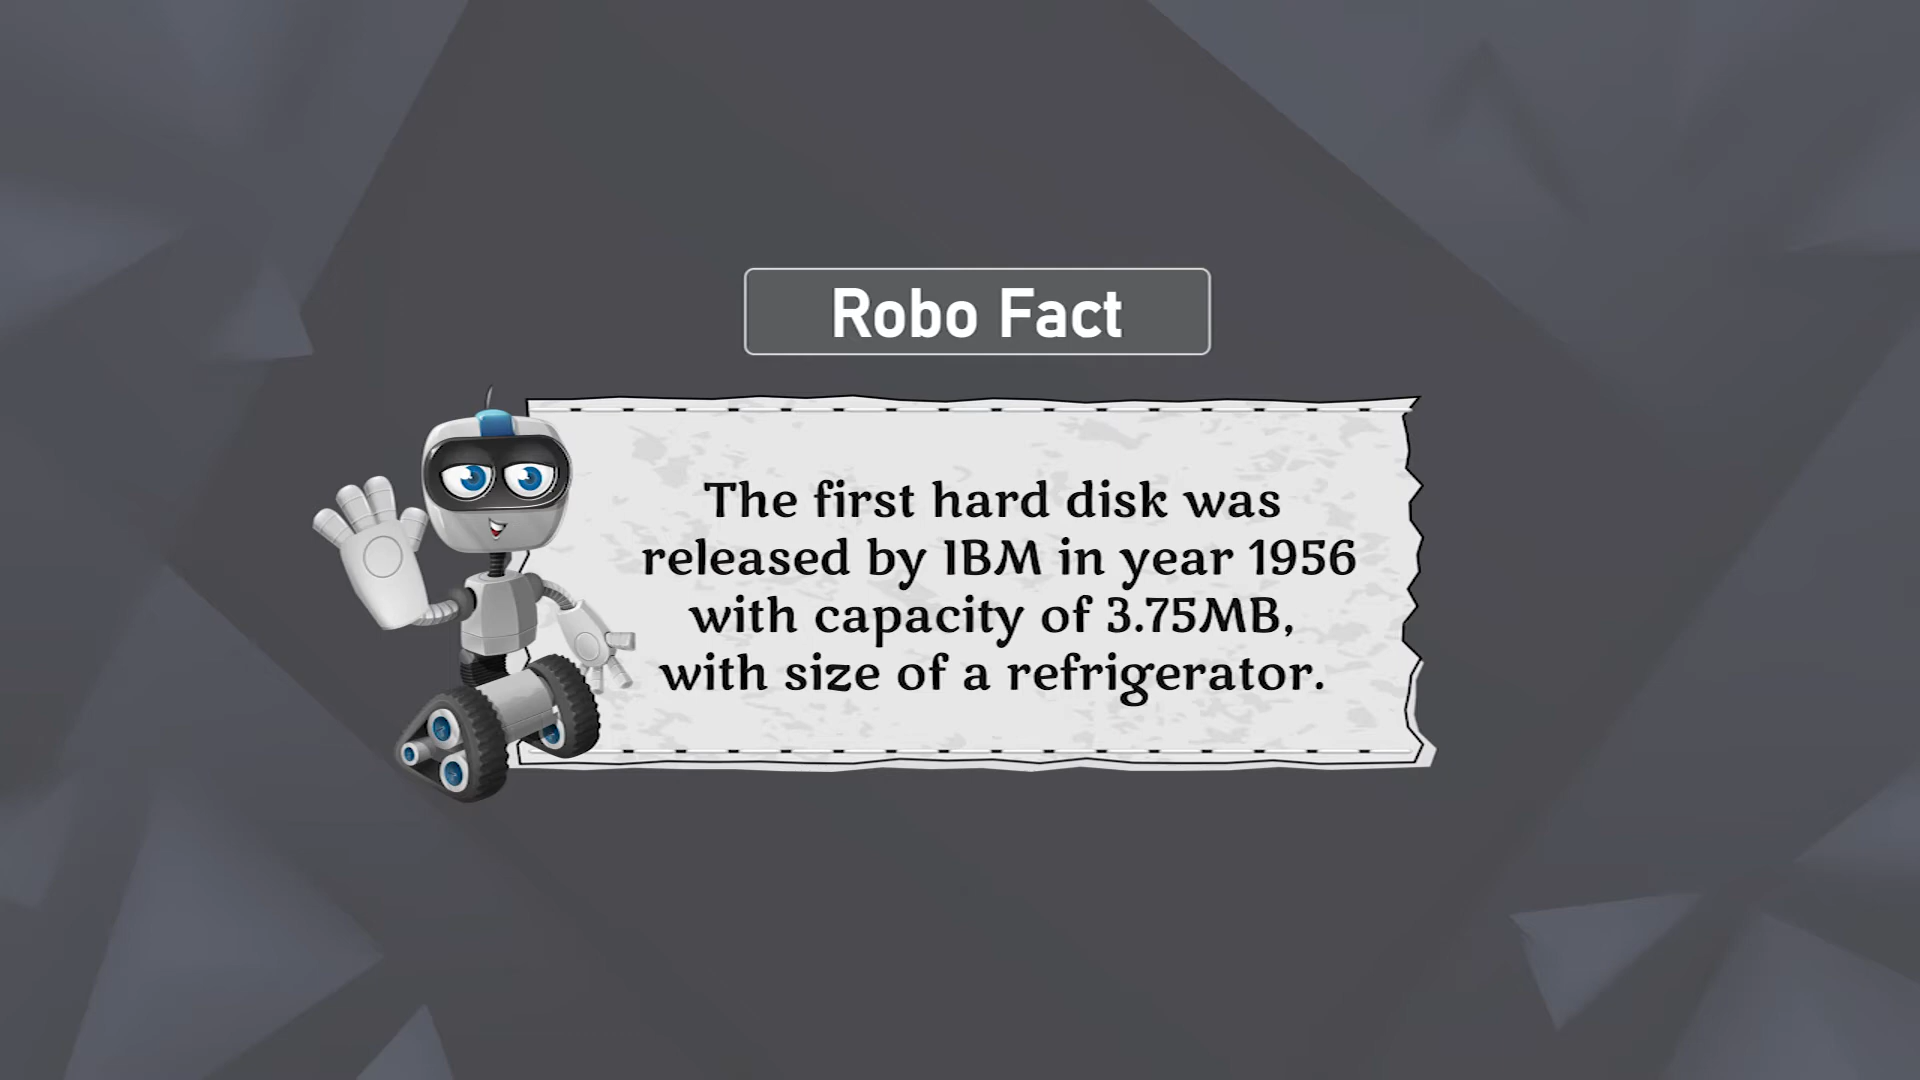 Robo Fact
The first hard disk was
released by IBM in year 1956
with capacity of 3.75MB,
with size of a refrigerator.